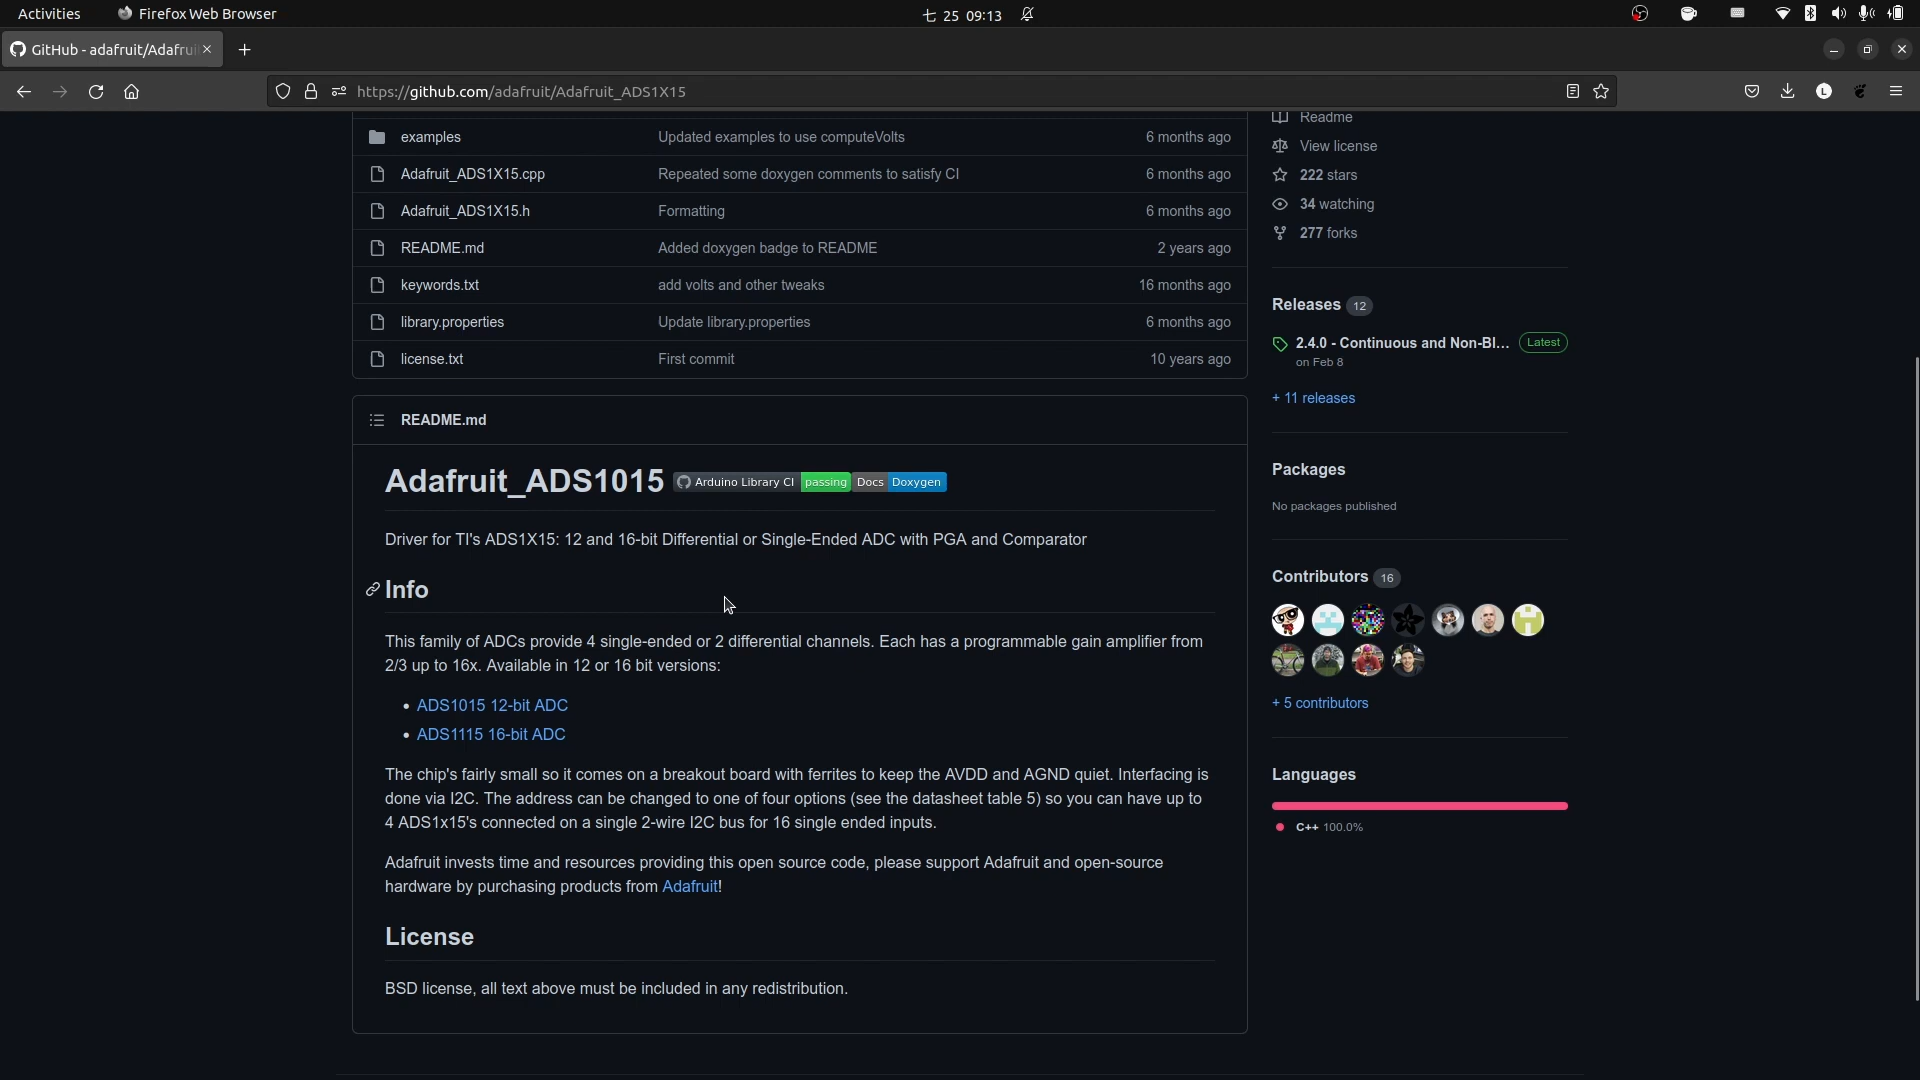 Activities
Firefox Web Browser
七 25 09:13
GitHub - adafruit/Adafrui
https://github.com/adafruit/Adafruit_ADS1X15
examples Updated examples to use computeVolts 6 months ago
Adafruit_ADS1X15.cpp Repeated some doxygen comments to satisfy CI 6 months ago
Adafruit_ADS1X15.h Formatting 6 months ago
README.md Added doxygen badge to README 2 years ago
keywords.txt add volts and other tweaks 16 months ago
library.properties Update library.properties 6 months ago
license.txt First commit 10 years ago
README.md
Adafruit_ADS1015 Arduino Library CI passing Docs Doxygen
Driver for TI's ADS1X15: 12 and 16-bit Differential or Single-Ended ADC with PGA and Comparator
Info
This family of ADCs provide 4 single-ended or 2 differential channels. Each has a programmable gain amplifier from
2/3 up to 16x. Available in 12 or 16 bit versions:
• ADS1015 12-bit ADC
• ADS1115 16-bit ADC
The chip's fairly small so it comes on a breakout board with ferrites to keep the AVDD and AGND quiet. Interfacing is
done via I2C. The address can be changed to one of four options (see the datasheet table 5) so you can have up to
4 ADS1x15's connected on a single 2-wire I2C bus for 16 single ended inputs.
Adafruit invests time and resources providing this open source code, please support Adafruit and open-source
hardware by purchasing products from Adafruit!
License
BSD license, all text above must be included in any redistribution.
Readme
View license
222 stars
34 watching
277 forks
Releases 12
2.4.0 - Continuous and Non-Bl... Latest
on Feb 8
+ 11 releases
Packages
No packages published
Contributors 16
+ 5 contributors
Languages
C++ 100.0%